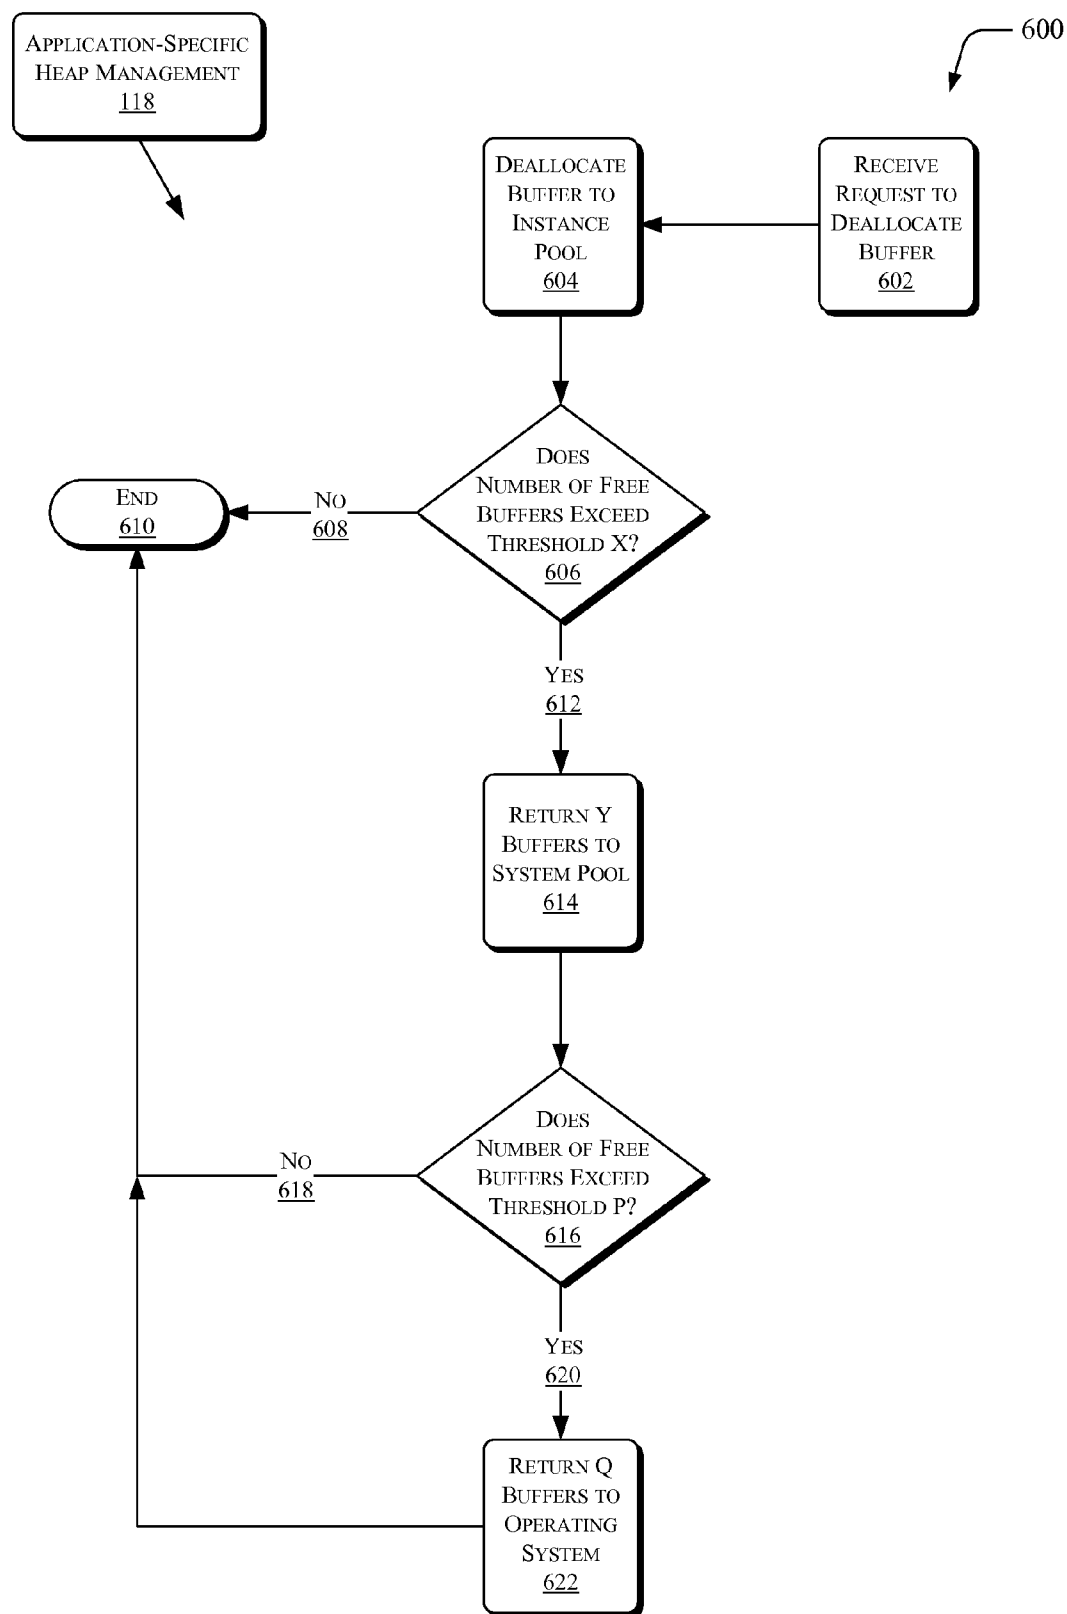 APPLICATION-SPECIFIC
HEAP MANAGEMENT
118
600
DEALLOCATE
BUFFER TO
INSTANCE
POOL
604
RECEIVE
REQUEST TO
DEALLOCATE
BUFFER
602
DOES
NUMBER OF FREE
BUFFERS EXCEED
THRESHOLD X?
606
NO
608
END
610
YES
612
RETURN Y
BUFFERS TO
SYSTEM POOL
614
DOES
NUMBER OF FREE
BUFFERS EXCEED
THRESHOLD P?
616
NO
618
YES
620
RETURN Q
BUFFERS TO
OPERATING
SYSTEM
622